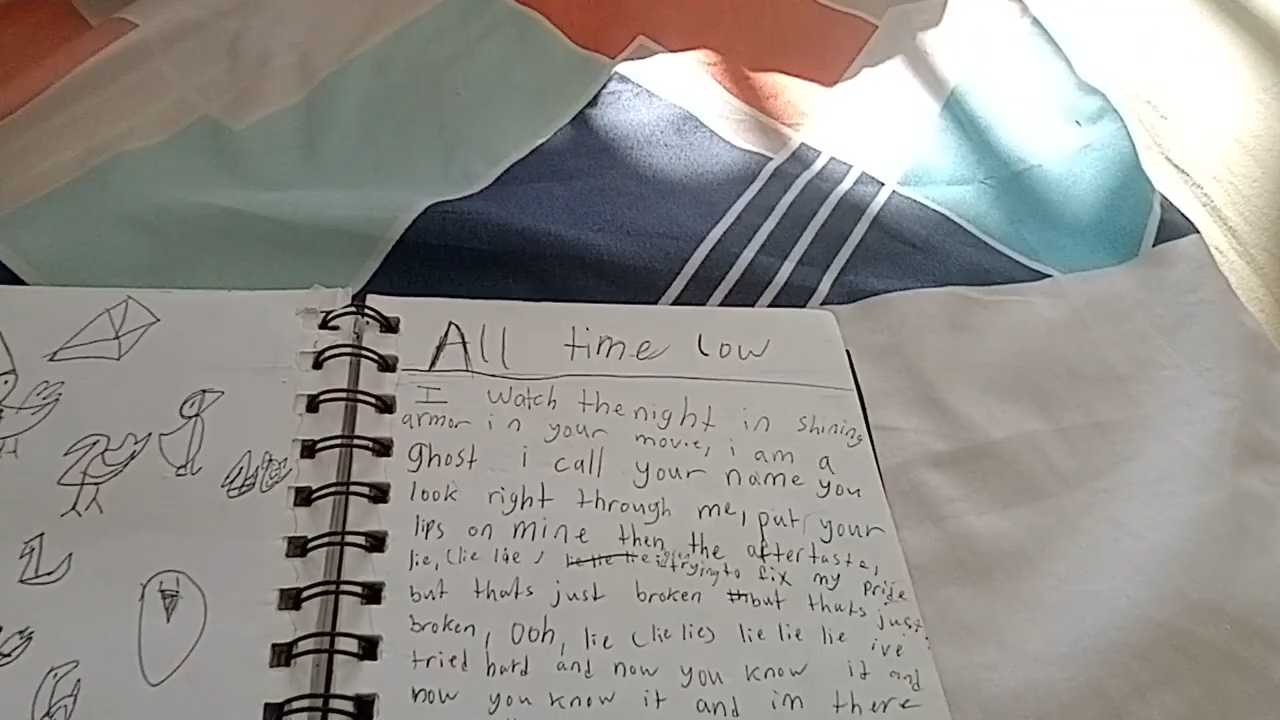 All time low
I watch the night in shining
armor in your movie, i am a
ghost i call your name you
look right through me, put your
lips on mine then the aftertaste,
lie, (lie lie) trying to fix my pride
but thats just broken but thats just
broken, Ooh, lie (lie lie) lie lie lie ive
tried hard and now you know it and
now you know it and im there